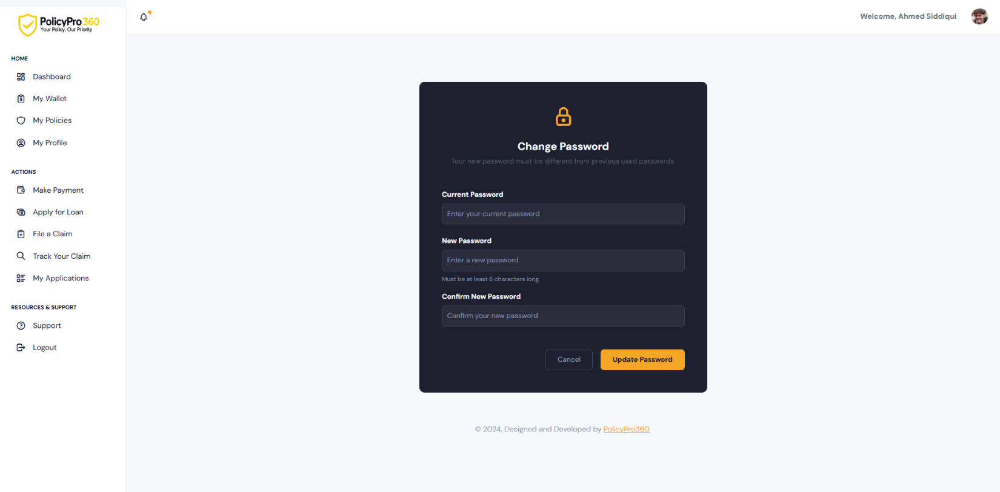 PolicyPro360
Your Policy, Our Priority
Welcome, Ahmed Siddiqui
HOME
Dashboard
My Wallet
My Policies
My Profile
ACTIONS
Make Payment
Apply for Loan
File a Claim
Track Your Claim
My Applications
RESOURCES & SUPPORT
Support
Logout
Change Password
Your new password must be different from previous used passwords.
Current Password
Enter your current password
New Password
Enter a new password
Must be at least 8 characters long.
Confirm New Password
Confirm your new password
Cancel
Update Password
© 2024, Designed and Developed by PolicyPro360